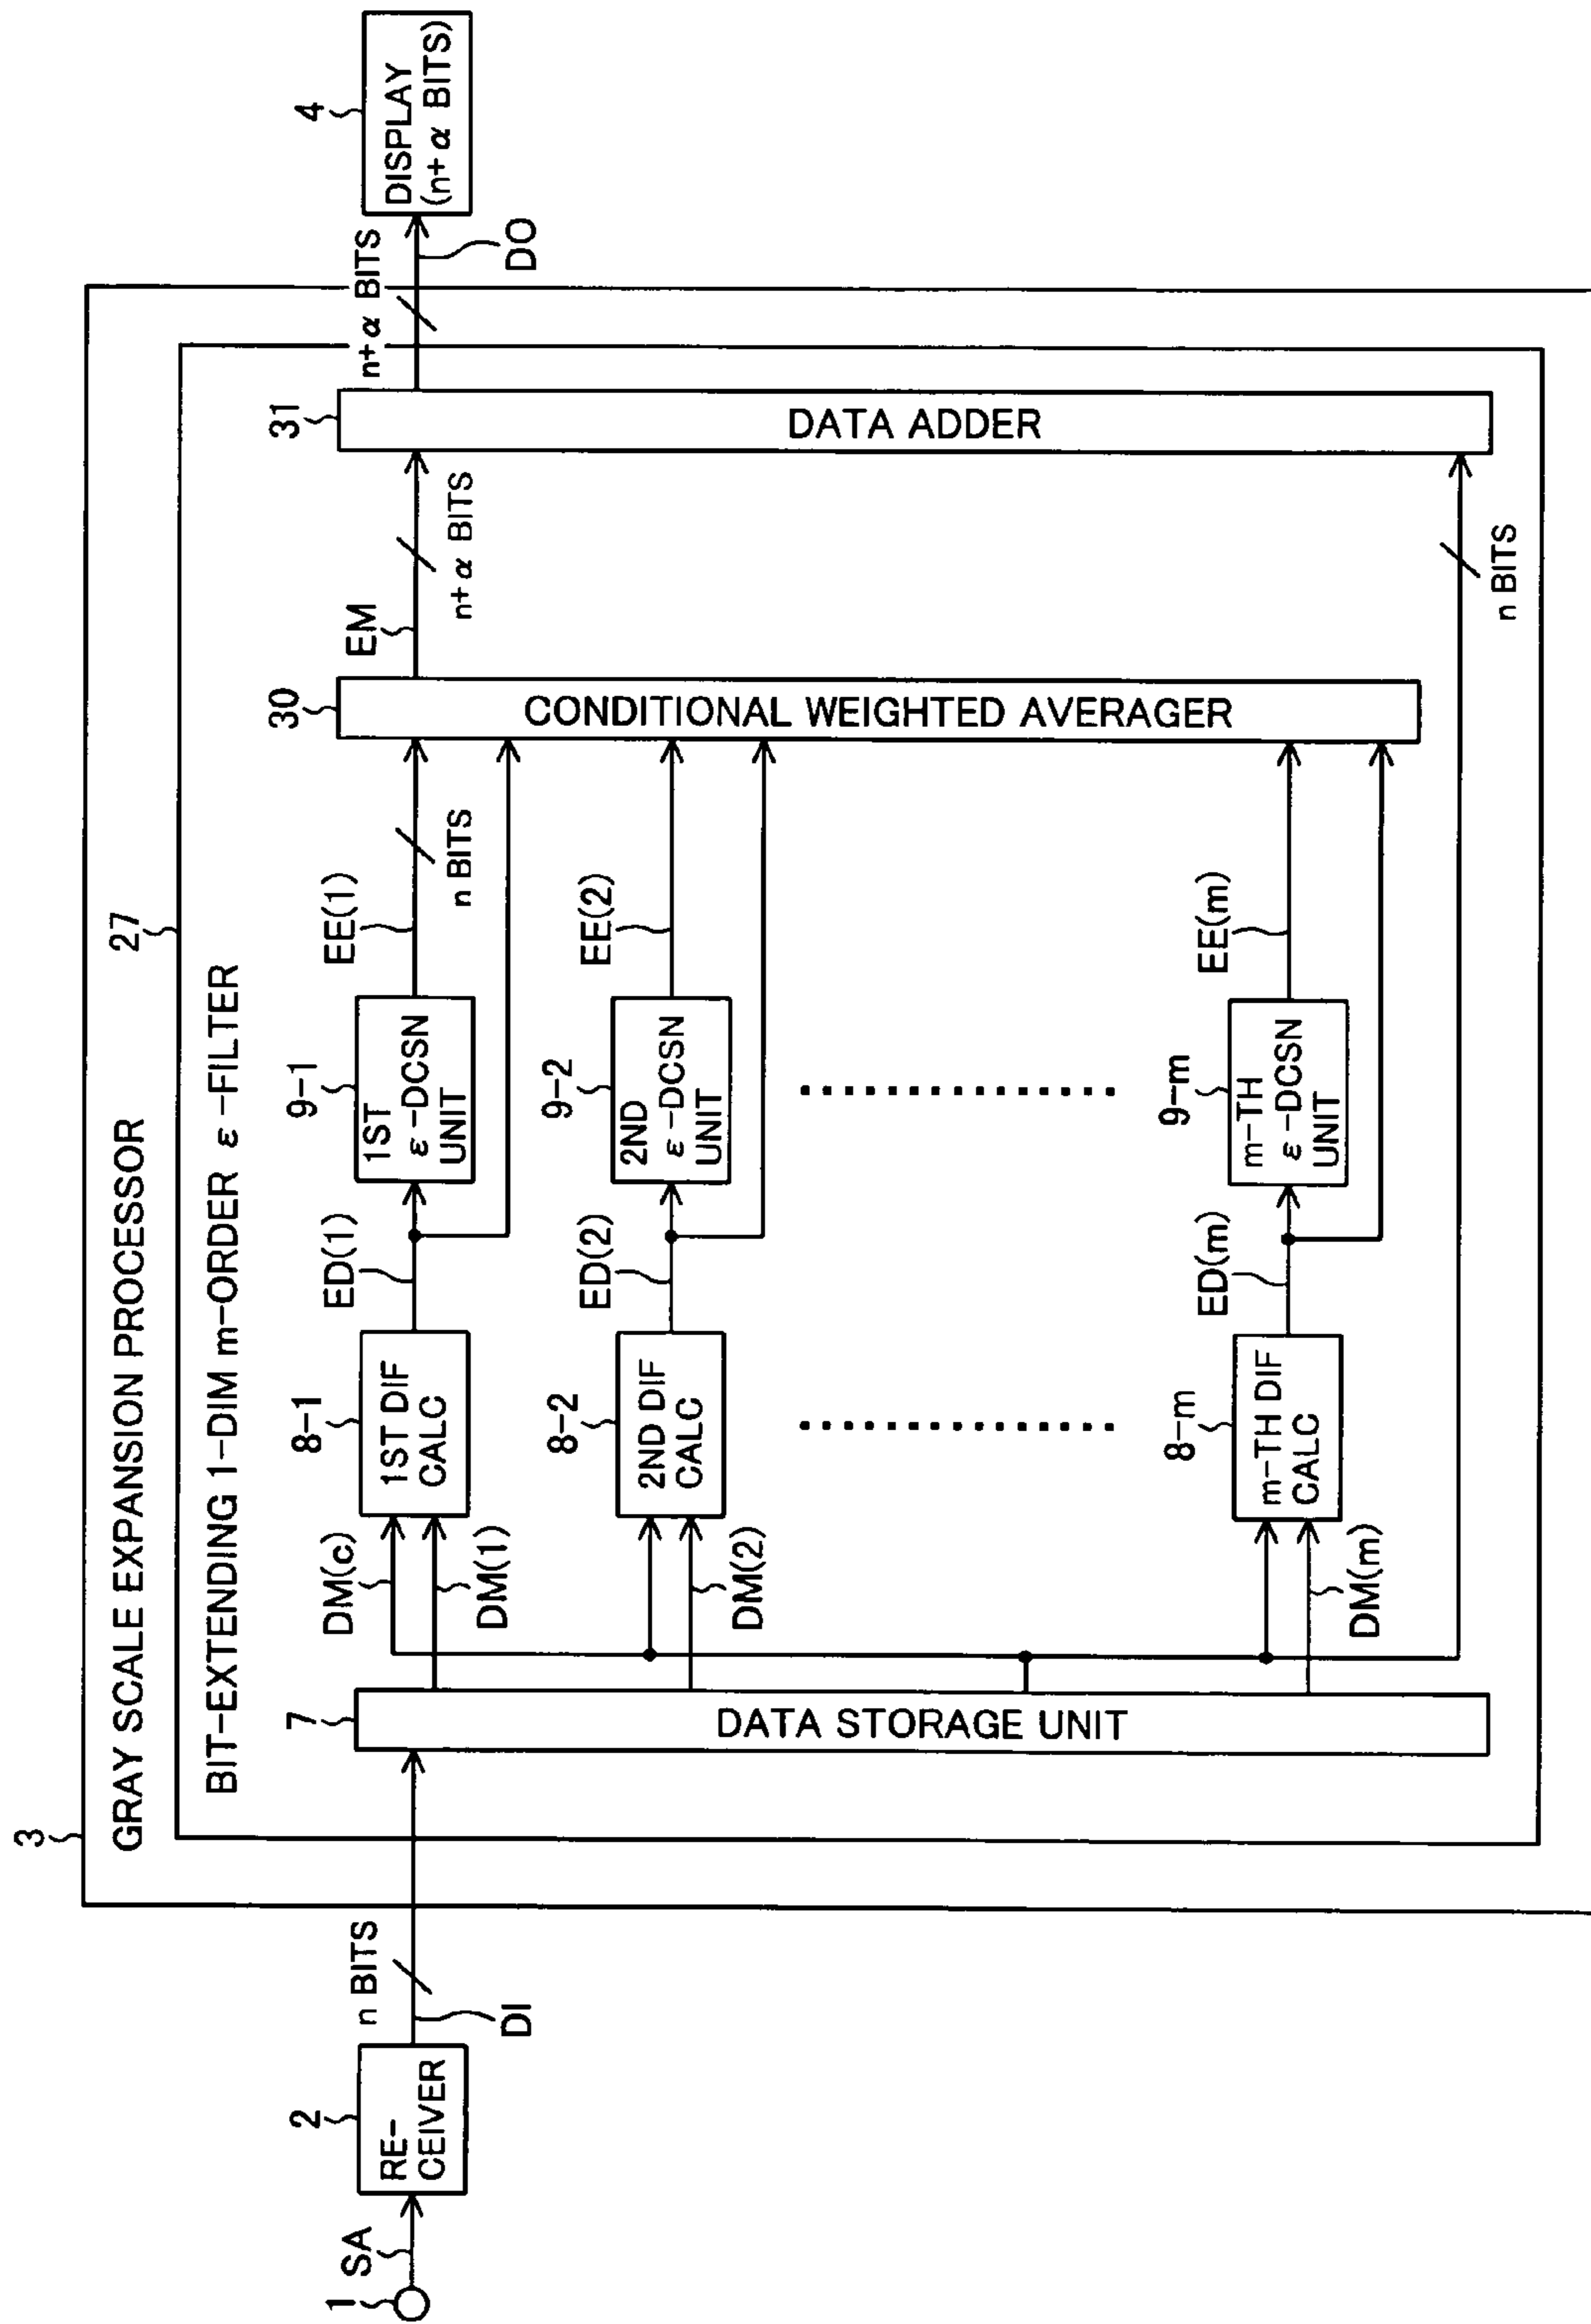 3
GRAY SCALE EXPANSION PROCESSOR
27
BIT-EXTENDING 1-DIM m-ORDER ε-FILTER
1
SA
2
RE-
CEIVER
n BITS
DI
7
DATA STORAGE UNIT
DM(c)
DM(1)
8-1
1ST DIF
CALC
ED(1)
9-1
1ST
ε-DCSN
UNIT
EE(1)
n BITS
DM(2)
8-2
2ND DIF
CALC
ED(2)
9-2
2ND
ε-DCSN
UNIT
EE(2)
DM(m)
8-m
m-TH DIF
CALC
ED(m)
9-m
m-TH
ε-DCSN
UNIT
EE(m)
30
CONDITIONAL WEIGHTED AVERAGER
EM
n+α BITS
n BITS
31
DATA ADDER
n+α BITS
DO
4
DISPLAY
(n+α BITS)